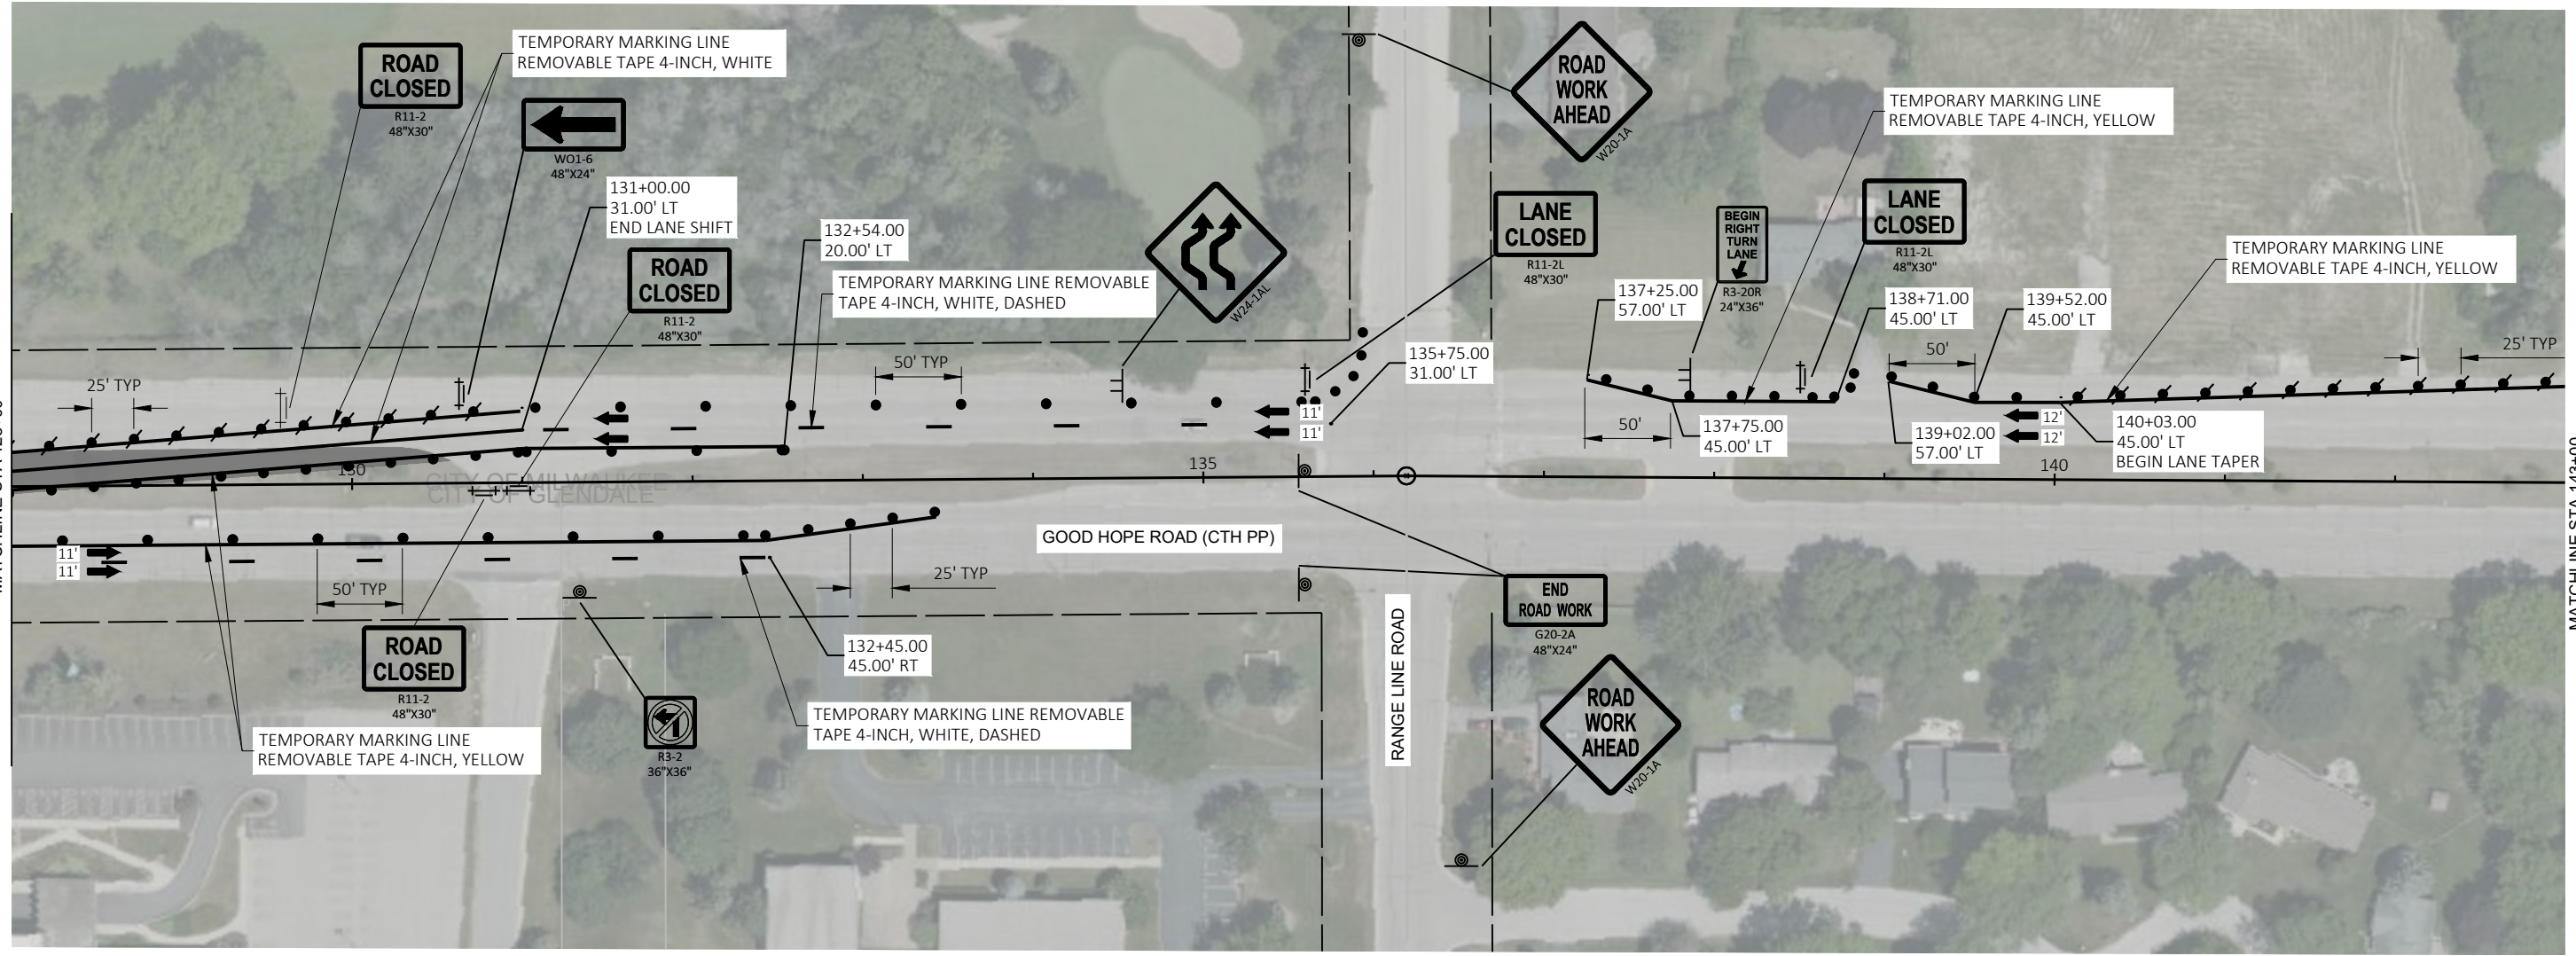 ROAD
CLOSED
R11-2
48"X30"
TEMPORARY MARKING LINE
REMOVABLE TAPE 4-INCH, WHITE
WO1-6
48"X24"
131+00.00
31.00' LT
END LANE SHIFT
ROAD
CLOSED
R11-2
48"X30"
132+54.00
20.00' LT
TEMPORARY MARKING LINE REMOVABLE
TAPE 4-INCH, WHITE, DASHED
W24-1AL
ROAD
WORK
AHEAD
W20-1A
LANE
CLOSED
R11-2L
48"X30"
135+75.00
31.00' LT
BEGIN
RIGHT
TURN
LANE
R3-20R
24"X36"
137+25.00
57.00' LT
TEMPORARY MARKING LINE
REMOVABLE TAPE 4-INCH, YELLOW
LANE
CLOSED
R11-2L
48"X30"
138+71.00
45.00' LT
139+52.00
45.00' LT
TEMPORARY MARKING LINE
REMOVABLE TAPE 4-INCH, YELLOW
25' TYP
50' TYP
50'
25' TYP
11'
11'
50'
137+75.00
45.00' LT
139+02.00
57.00' LT
12'
12'
140+03.00
45.00' LT
BEGIN LANE TAPER
130
135
140
CITY OF MILWAUKEE
CITY OF GLENDALE
11'
11'
50' TYP
25' TYP
GOOD HOPE ROAD (CTH PP)
RANGE LINE ROAD
END
ROAD WORK
G20-2A
48"X24"
ROAD
CLOSED
R11-2
48"X30"
132+45.00
45.00' RT
TEMPORARY MARKING LINE
REMOVABLE TAPE 4-INCH, YELLOW
R3-2
36"X36"
TEMPORARY MARKING LINE REMOVABLE
TAPE 4-INCH, WHITE, DASHED
ROAD
WORK
AHEAD
W20-1A
MATCHLINE STA 143+00